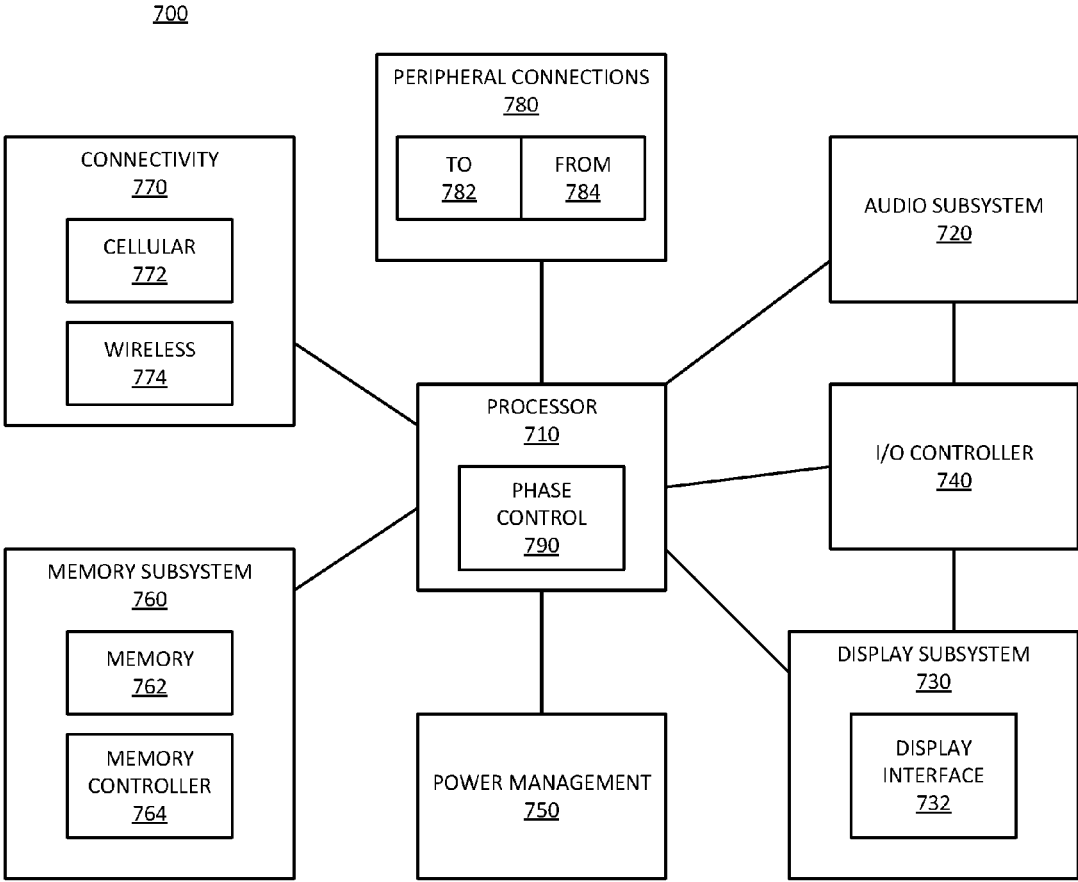 700
PERIPHERAL CONNECTIONS
780
TO
782
FROM
784
CONNECTIVITY
770
CELLULAR
772
WIRELESS
774
AUDIO SUBSYSTEM
720
PROCESSOR
710
PHASE
CONTROL
790
I/O CONTROLLER
740
MEMORY SUBSYSTEM
760
MEMORY
762
MEMORY
CONTROLLER
764
POWER MANAGEMENT
750
DISPLAY SUBSYSTEM
730
DISPLAY
INTERFACE
732